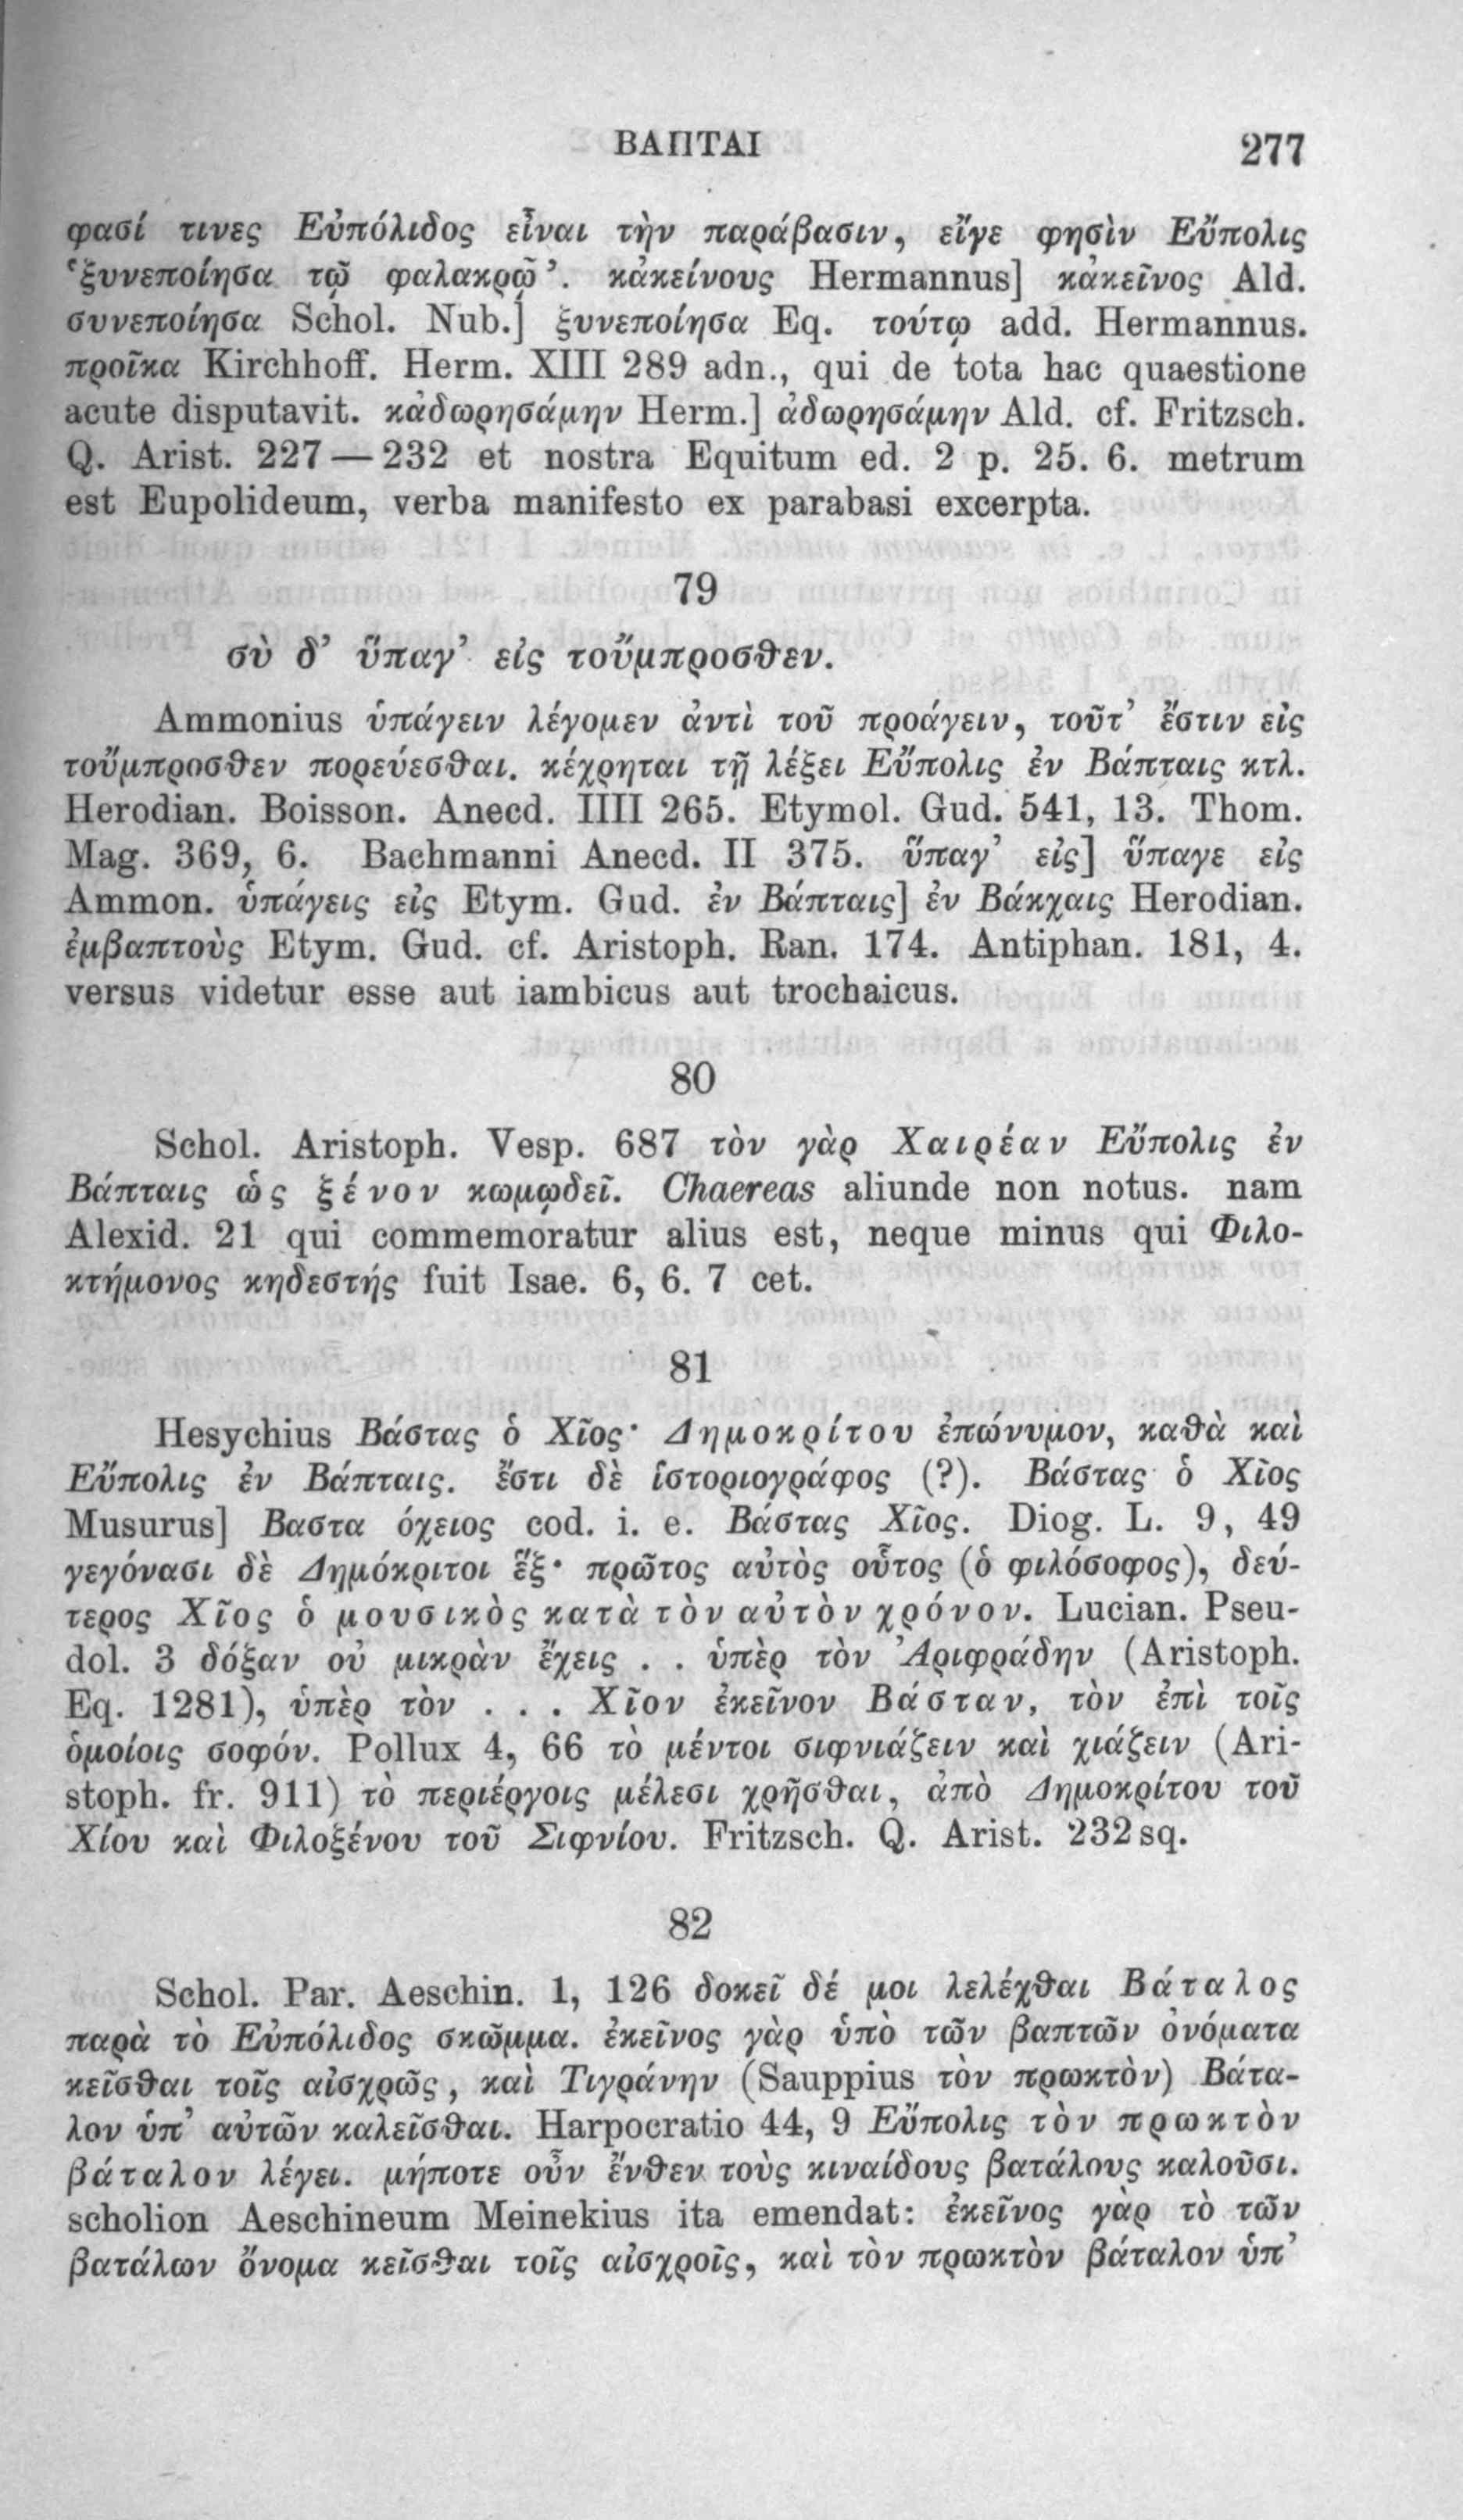 ΒΑΠΤΑΙ 277
φασί τινες Εὐπόλιδος εἶναι τὴν παράβασιν, εἴγε φησὶν Εὔπολις
‘ξυνεποίησα τῷ φαλακρῷ’. κἀκείνους Hermannus] κἀκεῖνος Ald.
συνεποίησα Schol. Nub.] ξυνεποίησα Eq. τούτῳ add. Hermannus.
προῖκα Kirchhoff. Herm. XIII 289 adn., qui de tota hac quaestione
acute disputavit. κἀδωρησάμην Herm.] ἀδωρησάμην Ald. cf. Fritzsch.
Q. Arist. 227—232 et nostra Equitum ed. 2 p. 25. 6. metrum
est Eupolideum, verba manifesto ex parabasi excerpta.
79
σὺ δ’ ὕπαγ’ εἰς τοὔμπροσθεν.
Ammonius ὑπάγειν λέγομεν ἀντὶ τοῦ προάγειν, τοῦτ’ ἔστιν εἰς
τοὔμπροσθεν πορεύεσθαι. κέχρηται τῇ λέξει Εὔπολις ἐν Βάπταις κτλ.
Herodian. Boisson. Anecd. IIII 265. Etymol. Gud. 541, 13. Thom.
Mag. 369, 6. Bachmanni Anecd. II 375. ὕπαγ’ εἰς] ὕπαγε εἰς
Ammon. ὑπάγεις εἰς Etym. Gud. ἐν Βάπταις] ἐν Βάκχαις Herodian.
ἐμβαπτοὺς Etym. Gud. cf. Aristoph. Ran. 174. Antiphan. 181, 4.
versus videtur esse aut iambicus aut trochaicus.
80
Schol. Aristoph. Vesp. 687 τὸν γὰρ Χαιρέαν Εὔπολις ἐν
Βάπταις ὡς ξένον κωμῳδεῖ. Chaereas aliunde non notus. nam
Alexid. 21 qui commemoratur alius est, neque minus qui Φιλο-
κτήμονος κηδεστής fuit Isae. 6, 6. 7 cet.
81
Hesychius Βάστας ὁ Χῖος· Δημοκρίτου ἐπώνυμον, καθὰ καὶ
Εὔπολις ἐν Βάπταις. ἔστι δὲ ἱστοριογράφος (?). Βάστας ὁ Χῖος
Musurus] Βαστα όχειος cod. i. e. Βάστας Χῖος. Diog. L. 9, 49
γεγόνασι δὲ Δημόκριτοι ἕξ· πρῶτος αὐτὸς οὗτος (ὁ φιλόσοφος), δεύ-
τερος Χῖος ὁ μουσικὸς κατὰ τὸν αὐτὸν χρόνον. Lucian. Pseu-
dol. 3 δόξαν οὐ μικρὰν ἔχεις . . ὑπὲρ τὸν Ἀριφράδην (Aristoph.
Eq. 1281), ὑπὲρ τὸν . . . Χῖον ἐκεῖνον Βάσταν, τὸν ἐπὶ τοῖς
ὁμοίοις σοφόν. Pollux 4, 66 τὸ μέντοι σιφνιάζειν καὶ χιάζειν (Ari-
stoph. fr. 911) τὸ περιέργοις μέλεσι χρῆσθαι, ἀπὸ Δημοκρίτου τοῦ
Χίου καὶ Φιλοξένου τοῦ Σιφνίου. Fritzsch. Q. Arist. 232 sq.
82
Schol. Par. Aeschin. 1, 126 δοκεῖ δέ μοι λελέχθαι Βάταλος
παρὰ τὸ Εὐπόλιδος σκῶμμα. ἐκεῖνος γὰρ ὑπὸ τῶν βαπτῶν ὀνόματα
κεῖσθαι τοῖς αἰσχρῶς, καὶ Τιγράνην (Sauppius τὸν πρωκτὸν) Βάτα-
λον ὑπ’ αὐτῶν καλεῖσθαι. Harpocratio 44, 9 Εὔπολις τὸν πρωκτὸν
βάταλον λέγει. μήποτε οὖν ἔνθεν τοὺς κιναίδους βατάλους καλοῦσι.
scholion Aeschineum Meinekius ita emendat: ἐκεῖνος γὰρ τὸ τῶν
βατάλων ὄνομα κεῖσθαι τοῖς αἰσχροῖς, καὶ τὸν πρωκτὸν βάταλον ὑπ’